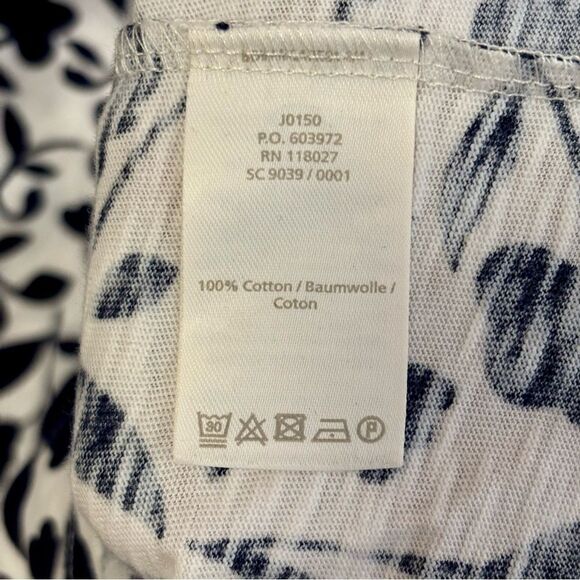 J0150
P.O. 603972
RN 118027
SC 9039 / 0001
100% Cotton / Baumwolle /
Coton
30
P